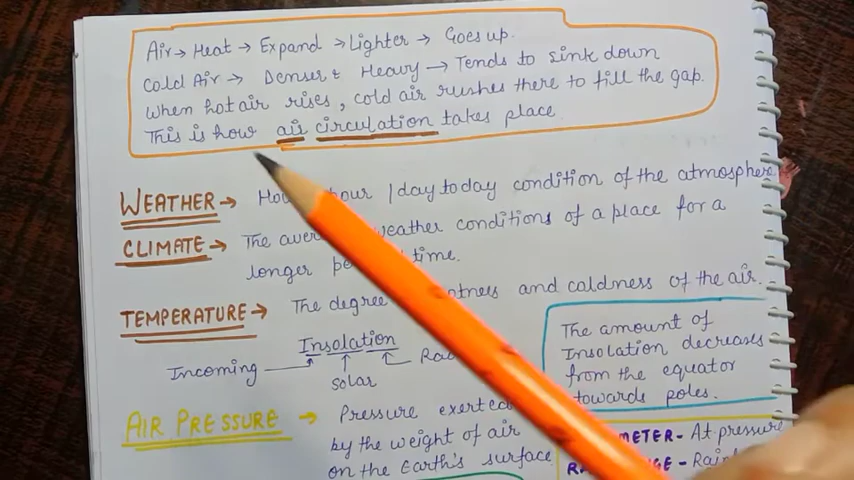 Air → Heat → Expand → Lighter → Goes up.
Cold Air → Denser & Heavy → Tends to sink down
When hot air rises, cold air rushes there to fill the gap.
This is how air circulation takes place
WEATHER → hour / day to day condition of the atmosphere
CLIMATE → The weather conditions of a place for a
longer time.
TEMPERATURE → The degree and coldness of the air.
Insolation
Incoming
solar
The amount of
Insolation decreases
from the equator
towards poles.
AIR PRESSURE → Pressure
by the weight of air
on the Earth's surface
- At pressure
-